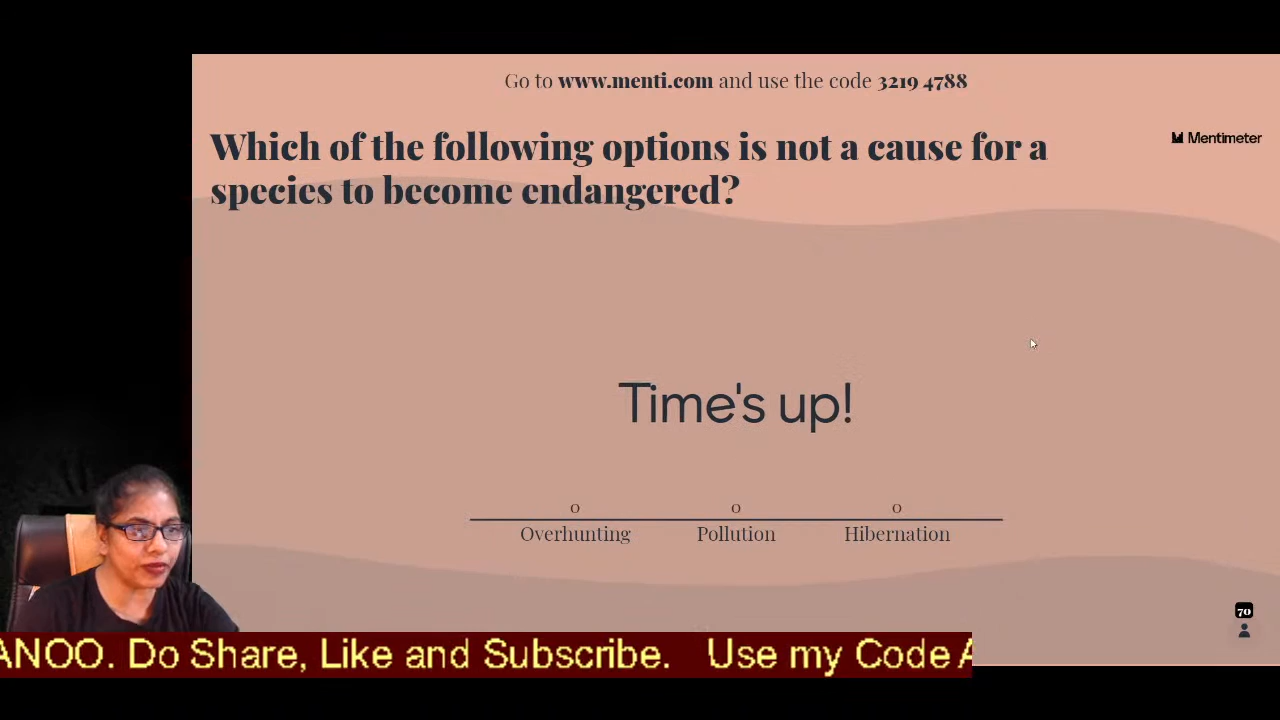 Go to www.menti.com and use the code 3219 4788
Which of the following options is not a cause for a
species to become endangered?
Mentimeter
Time's up!
0 0 0
Overhunting Pollution Hibernation
70
ANOO. Do Share, Like and Subscribe. Use my Code A